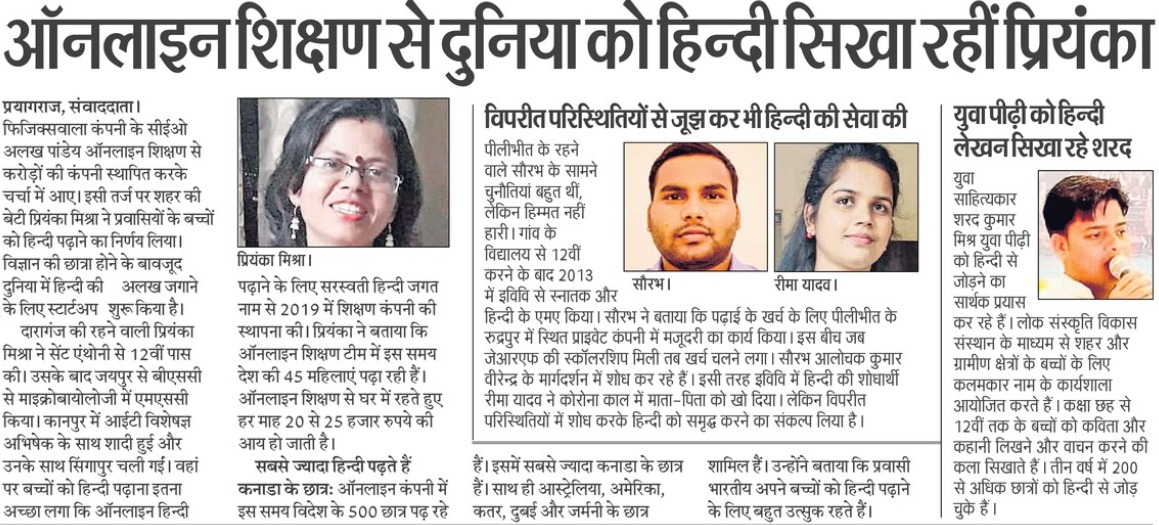 ऑनलाइन शिक्षण से दुनिया को हिन्दी सिखा रहीं प्रियंका
प्रयागराज, संवाददाता।
फिजिक्सवाला कंपनी के सीईओ
अलख पांडेय ऑनलाइन शिक्षण से
करोड़ों की कंपनी स्थापित करके
चर्चा में आए। इसी तर्ज पर शहर की
बेटी प्रियंका मिश्रा ने प्रवासियों के बच्चों
को हिन्दी पढ़ाने का निर्णय लिया।
विज्ञान की छात्रा होने के बावजूद
दुनिया में हिन्दी की अलख जगाने
के लिए स्टार्टअप शुरू किया है।
दारागंज की रहने वाली प्रियंका
मिश्रा ने सेंट एंथोनी से 12वीं पास
की। उसके बाद जयपुर से बीएससी
से माइक्रोबायोलोजी में एमएससी
किया। कानपुर में आईटी विशेषज्ञ
अभिषेक के साथ शादी हुई और
उनके साथ सिंगापुर चली गईं। वहां
पर बच्चों को हिन्दी पढ़ाना इतना
अच्छा लगा कि ऑनलाइन हिन्दी
प्रियंका मिश्रा।
पढ़ाने के लिए सरस्वती हिन्दी जगत
नाम से 2019 में शिक्षण कंपनी की
स्थापना की। प्रियंका ने बताया कि
ऑनलाइन शिक्षण टीम में इस समय
देश की 45 महिलाएं पढ़ा रही हैं।
ऑनलाइन शिक्षण से घर में रहते हुए
हर माह 20 से 25 हजार रुपये की
आय हो जाती है।
सबसे ज्यादा हिन्दी पढ़ते हैं
कनाडा के छात्र: ऑनलाइन कंपनी में
इस समय विदेश के 500 छात्र पढ़ रहे
हैं। इसमें सबसे ज्यादा कनाडा के छात्र
हैं। साथ ही आस्ट्रेलिया, अमेरिका,
कतर, दुबई और जर्मनी के छात्र
शामिल हैं। उन्होंने बताया कि प्रवासी
भारतीय अपने बच्चों को हिन्दी पढ़ाने
के लिए बहुत उत्सुक रहते हैं।
विपरीत परिस्थितियों से जूझ कर भी हिन्दी की सेवा की
पीलीभीत के रहने
वाले सौरभ के सामने
चुनौतियां बहुत थीं,
लेकिन हिम्मत नहीं
हारी। गांव के
विद्यालय से 12वीं
करने के बाद 2013
में इविवि से स्नातक और
सौरभ।
रीमा यादव।
हिन्दी के एमए किया। सौरभ ने बताया कि पढ़ाई के खर्च के लिए पीलीभीत के
रुद्रपुर में स्थित प्राइवेट कंपनी में मजदूरी का कार्य किया। इस बीच जब
जेआरएफ की स्कॉलरशिप मिली तब खर्च चलने लगा। सौरभ आलोचक कुमार
वीरेन्द्र के मार्गदर्शन में शोध कर रहे हैं। इसी तरह इविवि में हिन्दी की शोधार्थी
रीमा यादव ने कोरोना काल में माता-पिता को खो दिया। लेकिन विपरीत
परिस्थितियों में शोध करके हिन्दी को समृद्ध करने का संकल्प लिया है।
युवा पीढ़ी को हिन्दी
लेखन सिखा रहे शरद
युवा
साहित्यकार
शरद कुमार
मिश्र युवा पीढ़ी
को हिन्दी से
जोड़ने का
सार्थक प्रयास
कर रहे हैं। लोक संस्कृति विकास
संस्थान के माध्यम से शहर और
ग्रामीण क्षेत्रों के बच्चों के लिए
कलमकार नाम के कार्यशाला
आयोजित करते हैं। कक्षा छह से
12वीं तक के बच्चों को कविता और
कहानी लिखने और वाचन करने की
कला सिखाते हैं। तीन वर्ष में 200
से अधिक छात्रों को हिन्दी से जोड़
चुके हैं।